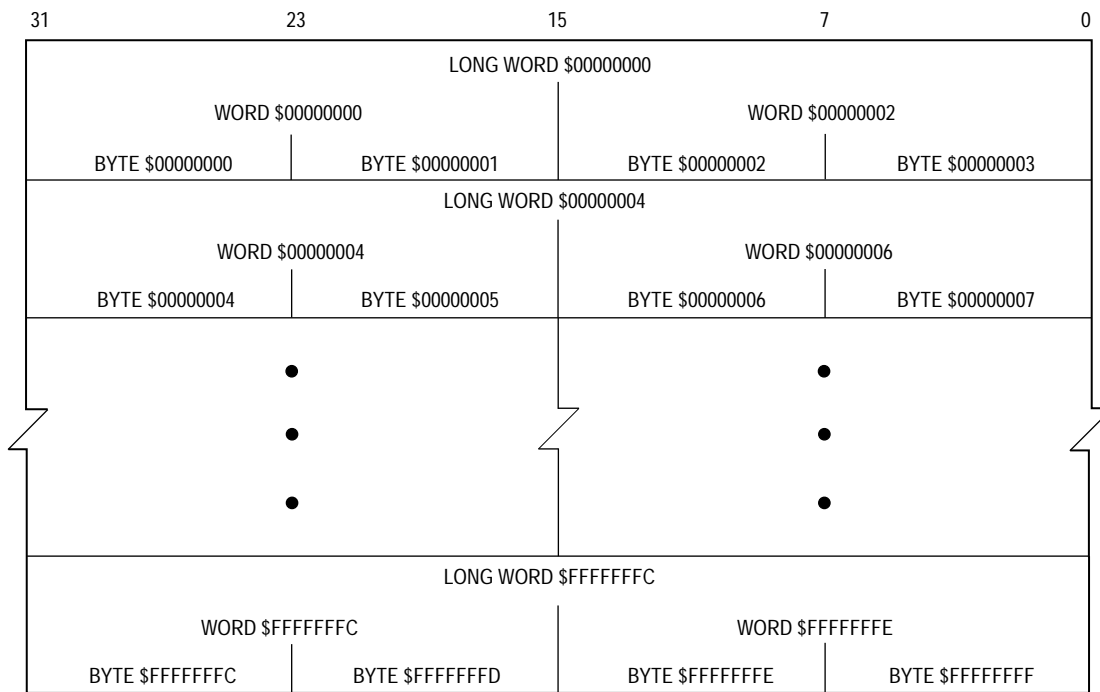 31 23 15 7 0
LONG WORD $00000000
WORD $00000000 WORD $00000002
BYTE $00000000 BYTE $00000001 BYTE $00000002 BYTE $00000003
LONG WORD $00000004
WORD $00000004 WORD $00000006
BYTE $00000004 BYTE $00000005 BYTE $00000006 BYTE $00000007
LONG WORD $FFFFFFFC
WORD $FFFFFFFC WORD $FFFFFFFE
BYTE $FFFFFFFC BYTE $FFFFFFFD BYTE $FFFFFFFE BYTE $FFFFFFFF